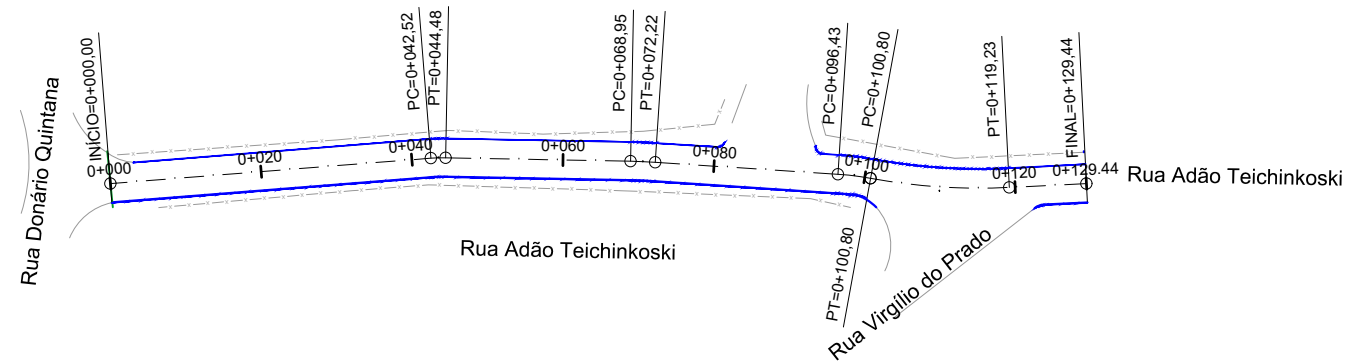 Rua Donário Quintana
INÍCIO=0+000,00
0+000
0+020
0+040
PC=0+042,52
PT=0+044,48
0+060
PC=0+068,95
PT=0+072,22
0+080
PC=0+096,43
PC=0+100,80
0+100
PT=0+100,80
PT=0+119,23
0+120
FINAL=0+129,44
0+129.44
Rua Adão Teichinkoski
Rua Adão Teichinkoski
Rua Virgílio do Prado